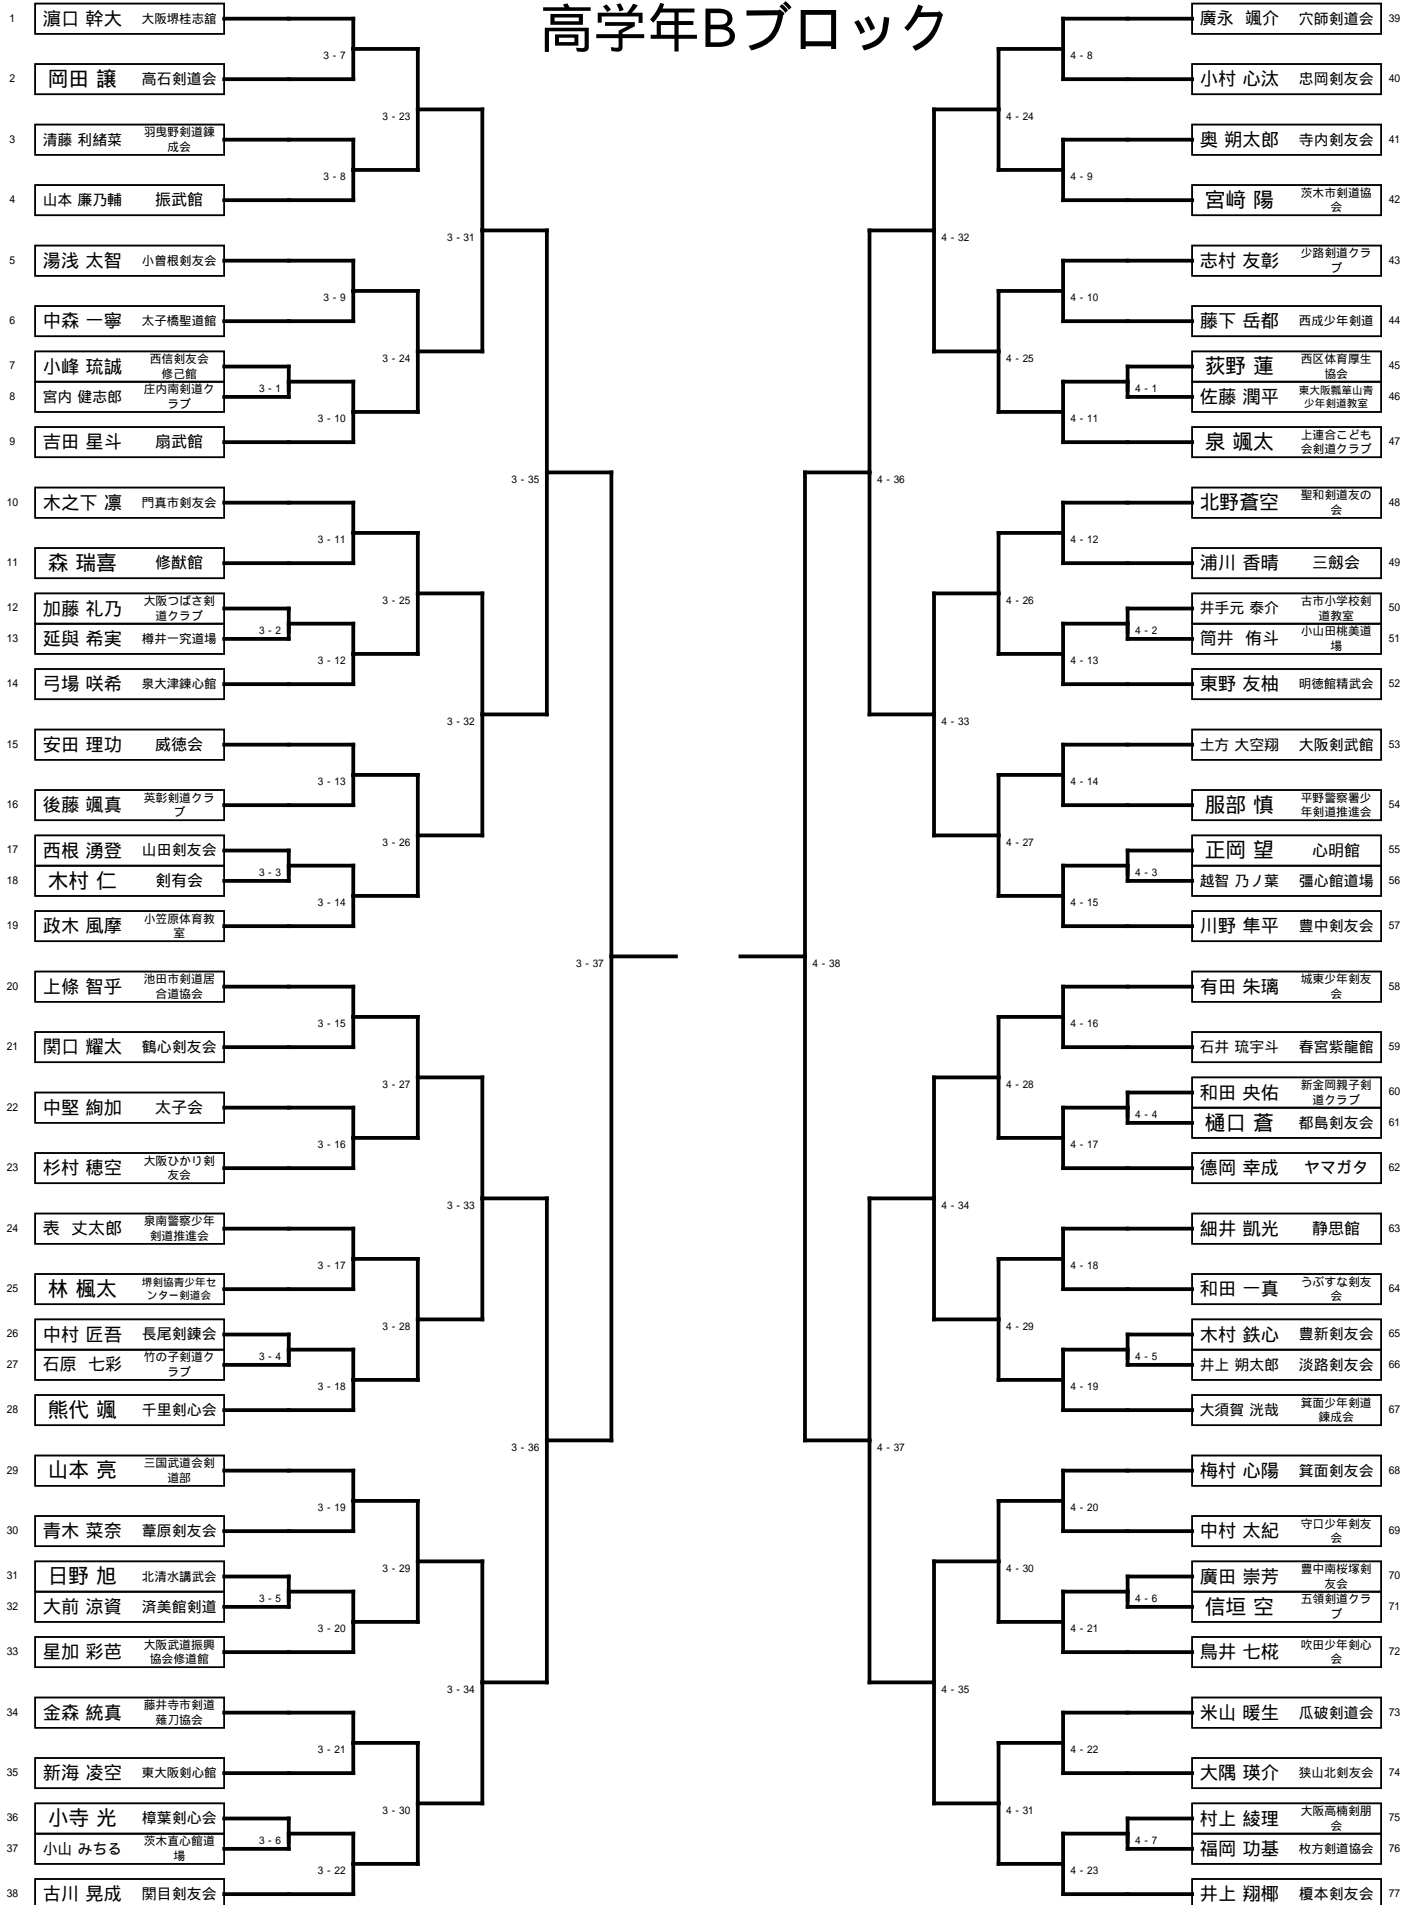 高学年Bブロック
1 濵口 幹大 大阪堺桂志舘
3 - 7
2 岡田 譲 高石剣道会
3 - 23
3 清藤 利緒菜 羽曳野剣道錬
成会
3 - 8
4 山本 廉乃輔 振武館
3 - 31
5 湯浅 太智 小曽根剣友会
3 - 9
6 中森 一寧 太子橋聖道館
3 - 24
7 小峰 琉誠 西信剣友会
修己館
3 - 1
8 宮内 健志郎 庄内南剣道ク
ラブ
3 - 10
9 吉田 星斗 扇武館
3 - 35
10 木之下 凛 門真市剣友会
3 - 11
11 森 瑞喜 修猷館
3 - 25
12 加藤 礼乃 大阪つばさ剣
道クラブ
3 - 2
13 延與 希実 樽井一究道場
3 - 12
14 弓場 咲希 泉大津錬心館
3 - 32
15 安田 理功 威徳会
3 - 13
16 後藤 颯真 英彰剣道クラ
ブ
3 - 26
17 西根 湧登 山田剣友会
3 - 3
18 木村 仁 剣有会
3 - 14
19 政木 風摩 小笠原体育教
室
3 - 37
20 上條 智乎 池田市剣道居
合道協会
3 - 15
21 関口 耀太 鶴心剣友会
3 - 27
22 中堅 絢加 太子会
3 - 16
23 杉村 穂空 大阪ひかり剣
友会
3 - 33
24 表 丈太郎 泉南警察少年
剣道推進会
3 - 17
25 林 楓太 堺剣協青少年セ
ンター剣道会
3 - 28
26 中村 匠吾 長尾剣錬会
3 - 4
27 石原 七彩 竹の子剣道ク
ラブ
3 - 18
28 熊代 颯 千里剣心会
3 - 36
29 山本 亮 三国武道会剣
道部
3 - 19
30 青木 菜奈 葦原剣友会
3 - 29
31 日野 旭 北清水講武会
3 - 5
32 大前 涼資 済美館剣道
3 - 20
33 星加 彩芭 大阪武道振興
協会修道館
3 - 34
34 金森 統真 藤井寺市剣道
薙刀協会
3 - 21
35 新海 凌空 東大阪剣心館
3 - 30
36 小寺 光 樟葉剣心会
3 - 6
37 小山 みちる 茨木直心館道
場
3 - 22
38 古川 晃成 関目剣友会
廣永 颯介 穴師剣道会 39
4 - 8
小村 心汰 忠岡剣友会 40
4 - 24
奥 朔太郎 寺内剣友会 41
4 - 9
宮﨑 陽 茨木市剣道協
会 42
4 - 32
志村 友彰 少路剣道クラ
ブ 43
4 - 10
藤下 岳都 西成少年剣道 44
4 - 25
荻野 蓮 西区体育厚生
協会 45
4 - 1
佐藤 潤平 東大阪瓢箪山青
少年剣道教室 46
4 - 11
泉 颯太 上連合こども
会剣道クラブ 47
4 - 36
北野蒼空 聖和剣道友の
会 48
4 - 12
浦川 香晴 三劔会 49
4 - 26
井手元 泰介 古市小学校剣
道教室 50
4 - 2
筒井 侑斗 小山田桃美道
場 51
4 - 13
東野 友柚 明徳館精武会 52
4 - 33
土方 大空翔 大阪剣武館 53
4 - 14
服部 慎 平野警察署少
年剣道推進会 54
4 - 27
正岡 望 心明館 55
4 - 3
越智 乃ノ葉 彊心館道場 56
4 - 15
川野 隼平 豊中剣友会 57
4 - 38
有田 朱璃 城東少年剣友
会 58
4 - 16
石井 琉宇斗 春宮紫龍館 59
4 - 28
和田 央佑 新金岡親子剣
道クラブ 60
4 - 4
樋口 蒼 都島剣友会 61
4 - 17
德岡 幸成 ヤマガタ 62
4 - 34
細井 凱光 静思館 63
4 - 18
和田 一真 うぶすな剣友
会 64
4 - 29
木村 鉄心 豊新剣友会 65
4 - 5
井上 朔太郎 淡路剣友会 66
4 - 19
大須賀 洸哉 箕面少年剣道
錬成会 67
4 - 37
梅村 心陽 箕面剣友会 68
4 - 20
中村 太紀 守口少年剣友
会 69
4 - 30
廣田 崇芳 豊中南桜塚剣
友会 70
4 - 6
信垣 空 五領剣道クラ
ブ 71
4 - 21
鳥井 七椛 吹田少年剣心
会 72
4 - 35
米山 暖生 瓜破剣道会 73
4 - 22
大隅 瑛介 狭山北剣友会 74
4 - 31
村上 綾理 大阪高楠剣朋
会 75
4 - 7
福岡 功基 枚方剣道協会 76
4 - 23
井上 翔椰 榎本剣友会 77